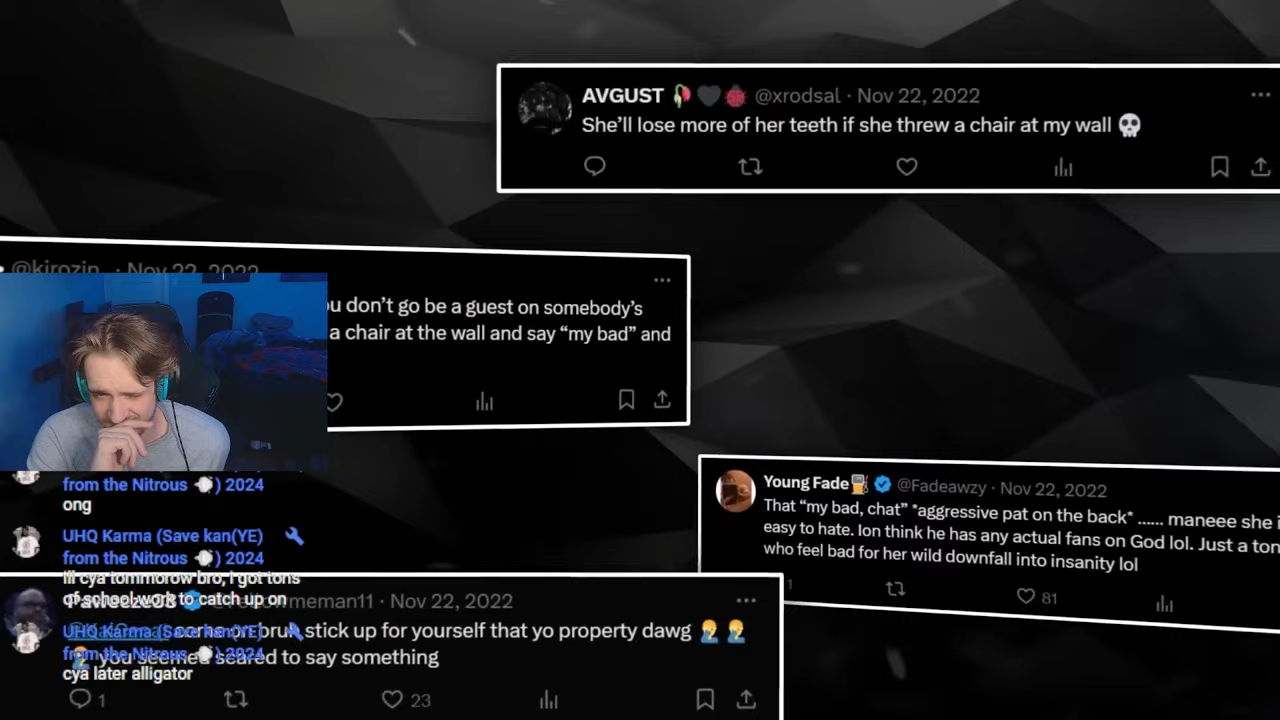 AVGUST 🥀🖤🐞 @xrodsal · Nov 22, 2022
She’ll lose more of her teeth if she threw a chair at my wall 💀
@kirozin · Nov 22, 2022
you don’t go be a guest on somebody’s
a chair at the wall and say “my bad” and
Young Fade⛽ @Fadeawzy · Nov 22, 2022
That “my bad, chat” *aggressive pat on the back* ...... maneee she i
easy to hate. Ion think he has any actual fans on God lol. Just a ton
who feel bad for her wild downfall into insanity lol
1
81
from the Nitrous ) 2024
ong
UHQ Karma (Save kan(YE)
from the Nitrous ) 2024
Ill cya tommorow bro, i got tons
of school work to catch up on
UHQ Karma (Save kan(YE)
from the Nitrous ) 2024
cya later alligator
· Nov 22, 2022
bruh stick up for yourself that yo property dawg 🤦‍♂️🤦‍♂️
🤦‍♂️ you seemed scared to say something
1
23